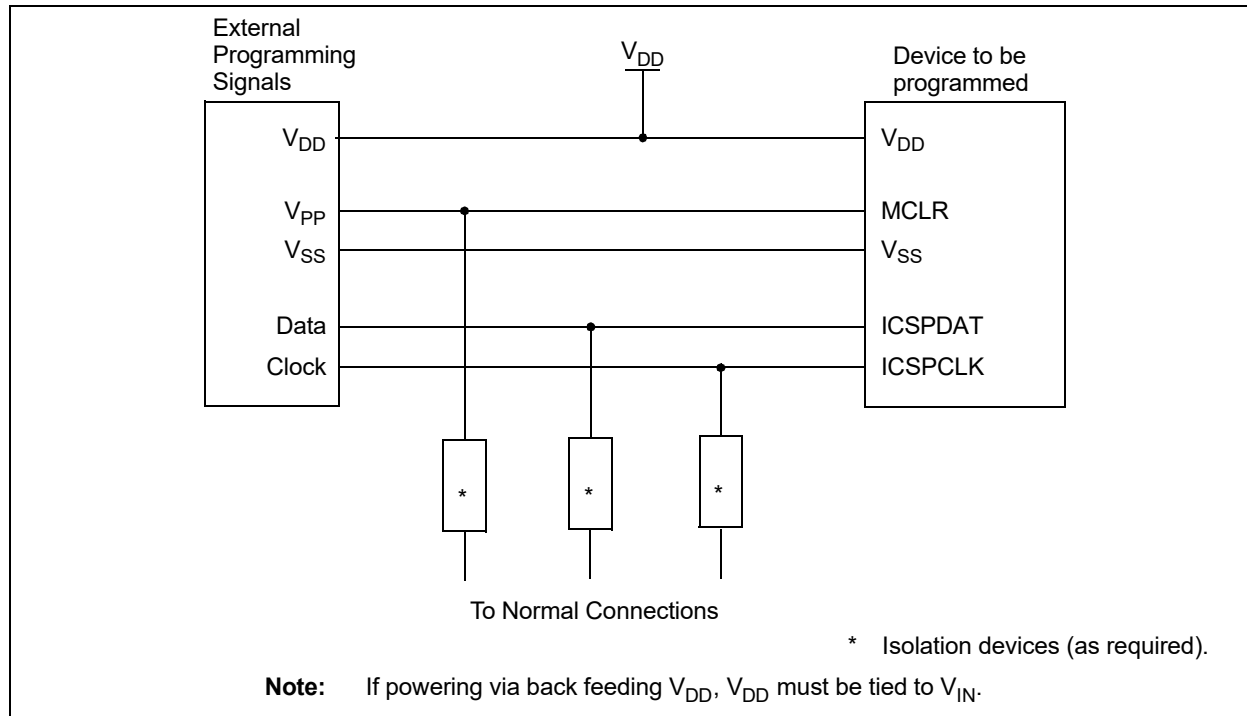 External
Programming
Signals
VDD
Device to be
programmed
VDD
VPP
VSS
Data
Clock
VDD
MCLR
VSS
ICSPDAT
ICSPCLK
*
*
*
To Normal Connections
* Isolation devices (as required).
Note: If powering via back feeding VDD, VDD must be tied to VIN.